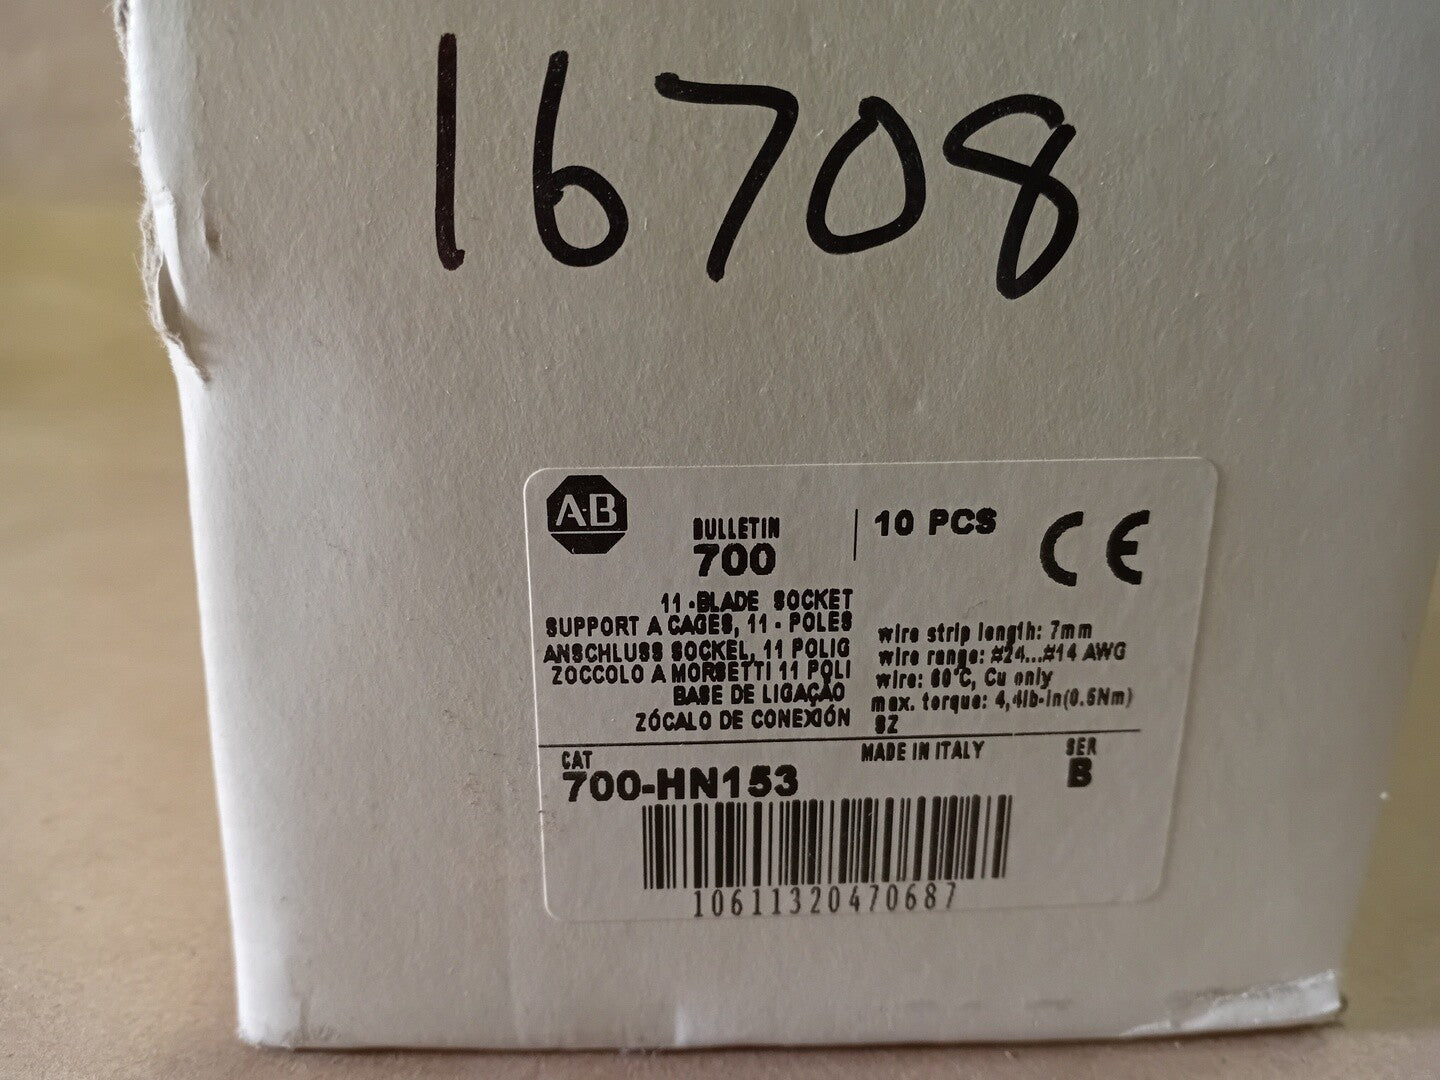 16708
A-B
BULLETIN
700
10 PCS
CE
11-BLADE SOCKET
SUPPORT A CAGES, 11 - POLES
ANSCHLUSS SOCKEL, 11 POLIG
ZOCCOLO A MORSETTI 11 POLI
BASE DE LIGAÇÃO
ZÓCALO DE CONEXIÓN
wire strip length: 7mm
wire range: #24...#14 AWG
wire: 60°C, Cu only
max. torque: 4,4lb-in(0.5Nm)
SZ
CAT
700-HN153
MADE IN ITALY
SER
B
10611320470687